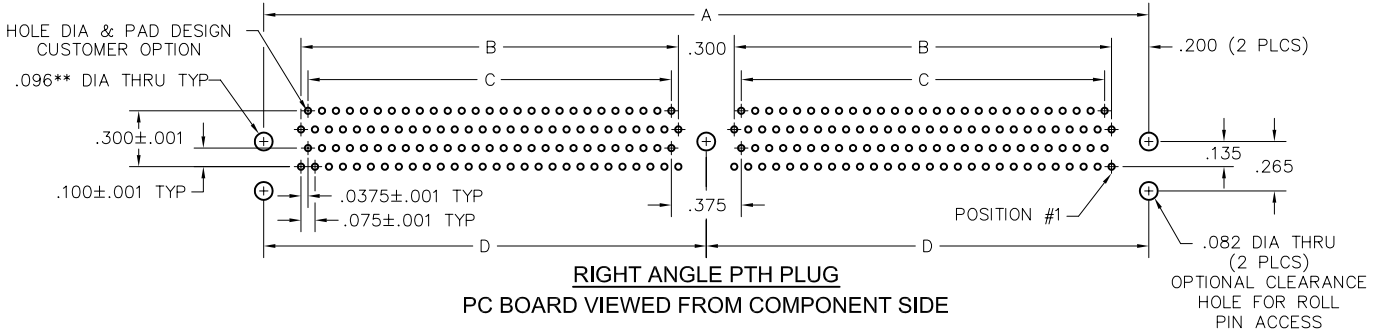 A
HOLE DIA & PAD DESIGN
CUSTOMER OPTION
B
.300
B
.200 (2 PLCS)
.096** DIA THRU TYP
C
C
.300±.001
.135
.265
.100±.001 TYP
.0375±.001 TYP
.375
.075±.001 TYP
POSITION #1
D
D
.082 DIA THRU
(2 PLCS)
OPTIONAL CLEARANCE
HOLE FOR ROLL
PIN ACCESS
RIGHT ANGLE PTH PLUG
PC BOARD VIEWED FROM COMPONENT SIDE